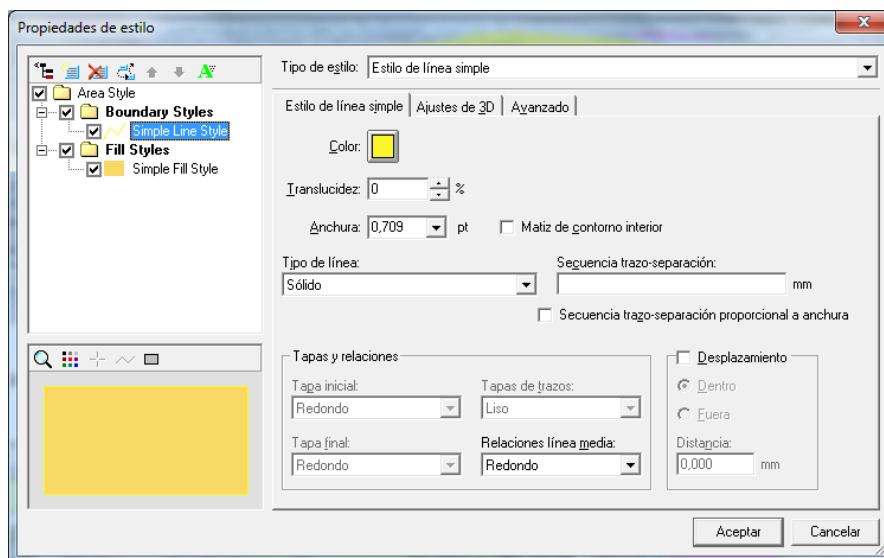 Propiedades de estilo
Area Style
Boundary Styles
Simple Line Style
Fill Styles
Simple Fill Style
Tipo de estilo: Estilo de línea simple
Estilo de línea simple Ajustes de 3D Avanzado
Color:
Translucidez: 0 %
Anchura: 0,709 pt Matiz de contorno interior
Tipo de línea: Secuencia trazo-separación:
Sólido mm
Secuencia trazo-separación proporcional a anchura
Tapas y relaciones
Tapa inicial: Tapas de trazos:
Redondo Liso
Tapa final: Relaciones línea media:
Redondo Redondo
Desplazamiento
Dentro
Fuera
Distancia:
0,000 mm
Aceptar Cancelar